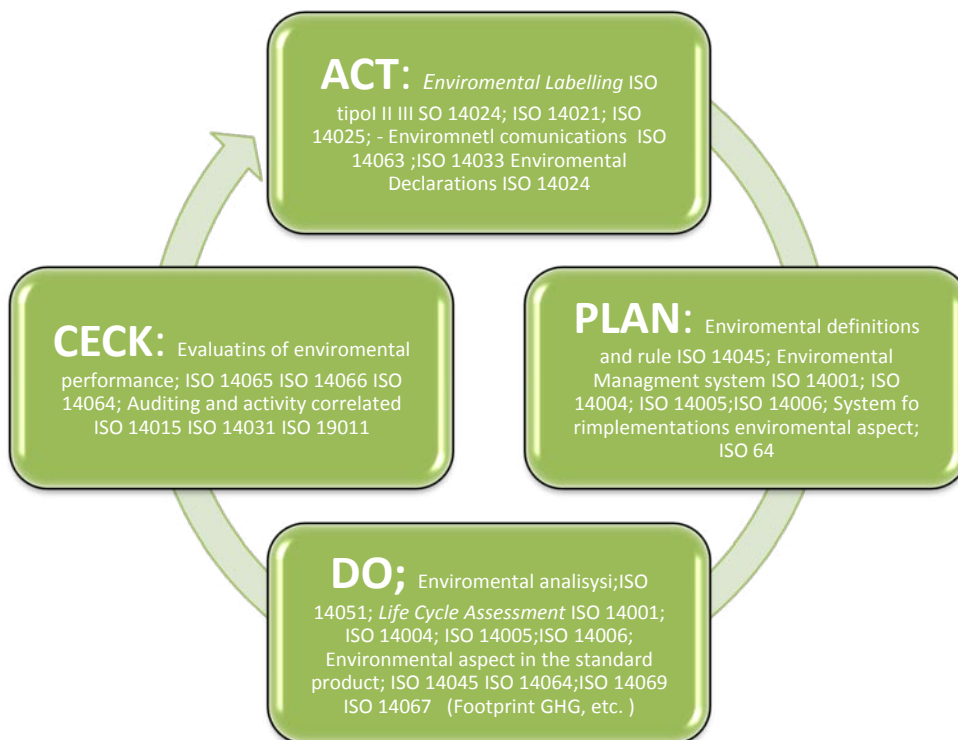 ACT: Enviromental Labelling ISO
tipoI II III SO 14024; ISO 14021; ISO
14025; - Enviromnetl comunications ISO
14063 ;ISO 14033 Enviromental
Declarations ISO 14024
PLAN: Enviromental definitions
and rule ISO 14045; Enviromental
Managment system ISO 14001; ISO
14004; ISO 14005;ISO 14006; System fo
rimplementations enviromental aspect;
ISO 64
DO; Enviromental analisysi;ISO
14051; Life Cycle Assessment ISO 14001;
ISO 14004; ISO 14005;ISO 14006;
Environmental aspect in the standard
product; ISO 14045 ISO 14064;ISO 14069
ISO 14067 (Footprint GHG, etc. )
CECK: Evaluatins of enviromental
performance; ISO 14065 ISO 14066 ISO
14064; Auditing and activity correlated
ISO 14015 ISO 14031 ISO 19011